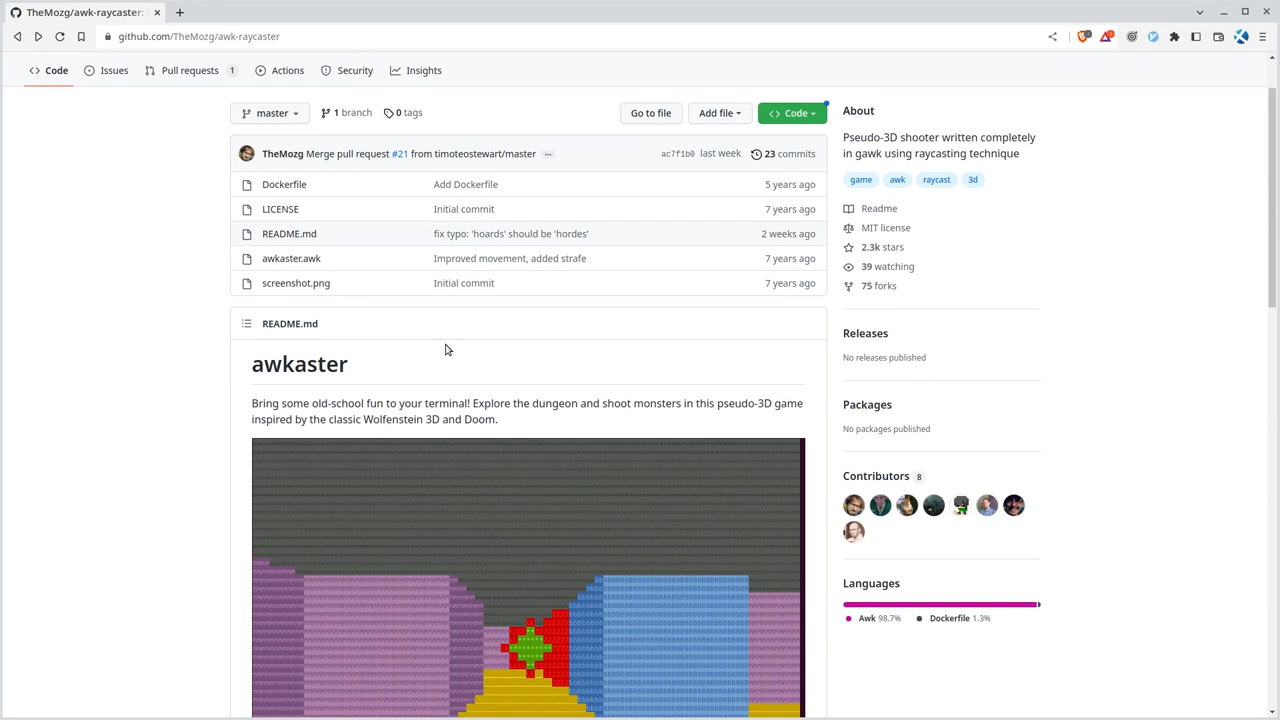 TheMozg/awk-raycaster:
github.com/TheMozg/awk-raycaster
Code
Issues
Pull requests 1
Actions
Security
Insights
master
1 branch
0 tags
Go to file
Add file
Code
TheMozg Merge pull request #21 from timoteostewart/master
ac7f1b0 last week
23 commits
Dockerfile Add Dockerfile 5 years ago
LICENSE Initial commit 7 years ago
README.md fix typo: 'hoards' should be 'hordes' 2 weeks ago
awkaster.awk Improved movement, added strafe 7 years ago
screenshot.png Initial commit 7 years ago
README.md
awkaster
Bring some old-school fun to your terminal! Explore the dungeon and shoot monsters in this pseudo-3D game
inspired by the classic Wolfenstein 3D and Doom.
About
Pseudo-3D shooter written completely
in gawk using raycasting technique
game awk raycast 3d
Readme
MIT license
2.3k stars
39 watching
75 forks
Releases
No releases published
Packages
No packages published
Contributors 8
Languages
Awk 98.7% Dockerfile 1.3%